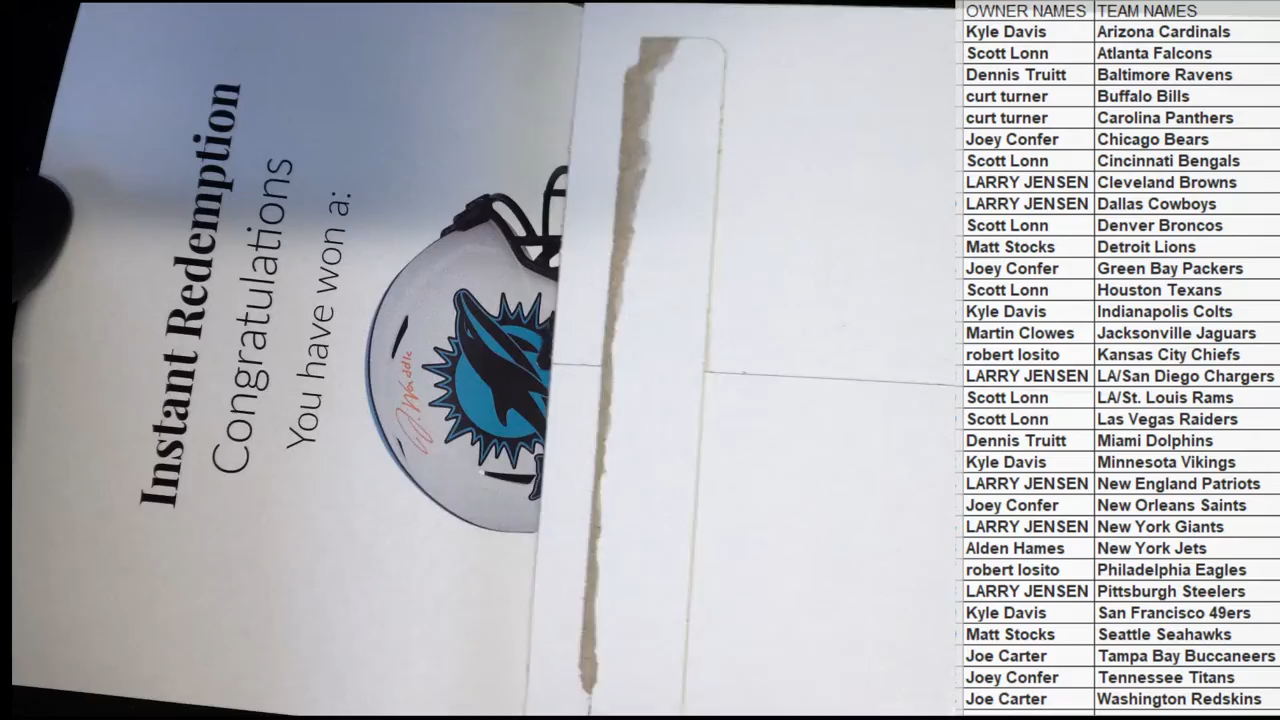 Instant Redemption
Congratulations
You have won a:
J. Waddle
OWNER NAMES TEAM NAMES
Kyle Davis Arizona Cardinals
Scott Lonn Atlanta Falcons
Dennis Truitt Baltimore Ravens
curt turner Buffalo Bills
curt turner Carolina Panthers
Joey Confer Chicago Bears
Scott Lonn Cincinnati Bengals
LARRY JENSEN Cleveland Browns
LARRY JENSEN Dallas Cowboys
Scott Lonn Denver Broncos
Matt Stocks Detroit Lions
Joey Confer Green Bay Packers
Scott Lonn Houston Texans
Kyle Davis Indianapolis Colts
Martin Clowes Jacksonville Jaguars
robert losito Kansas City Chiefs
LARRY JENSEN LA/San Diego Chargers
Scott Lonn LA/St. Louis Rams
Scott Lonn Las Vegas Raiders
Dennis Truitt Miami Dolphins
Kyle Davis Minnesota Vikings
LARRY JENSEN New England Patriots
Joey Confer New Orleans Saints
LARRY JENSEN New York Giants
Alden Hames New York Jets
robert losito Philadelphia Eagles
LARRY JENSEN Pittsburgh Steelers
Kyle Davis San Francisco 49ers
Matt Stocks Seattle Seahawks
Joe Carter Tampa Bay Buccaneers
Joey Confer Tennessee Titans
Joe Carter Washington Redskins